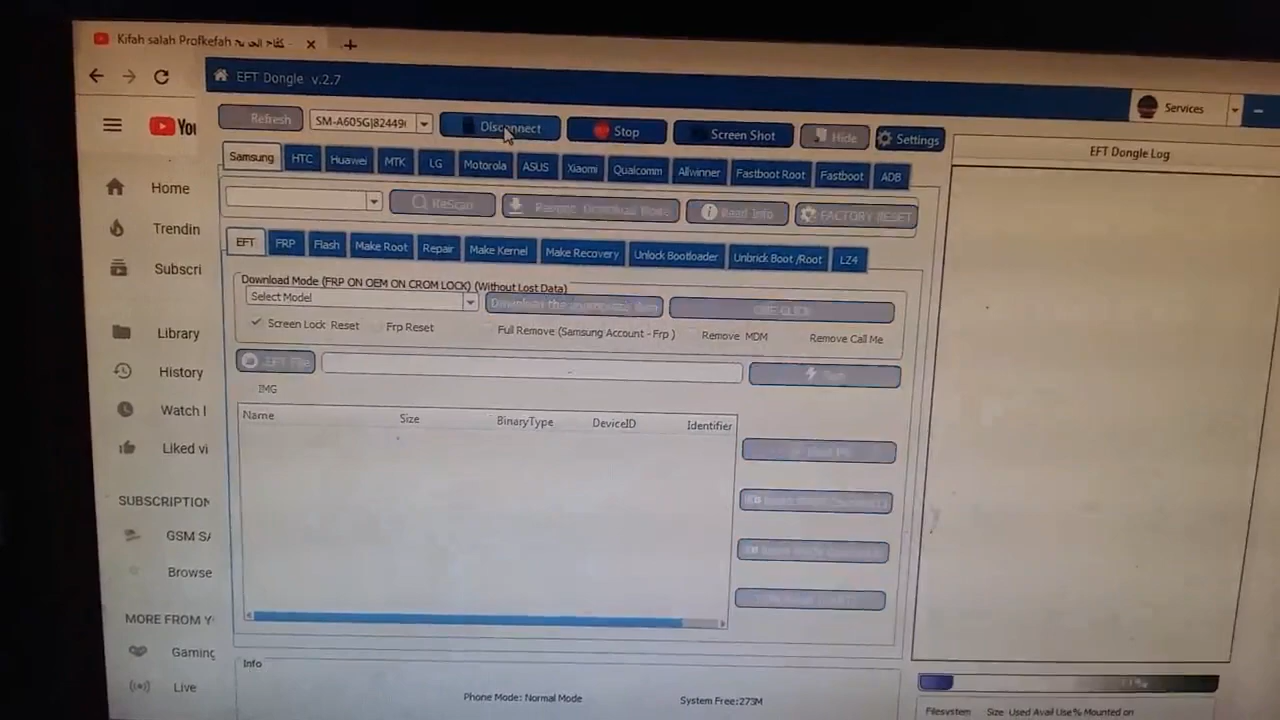 Kifah salah Profkefah
EFT Dongle v.2.7
Services
Refresh
SM-A605G|82449(
Disconnect
Stop
Screen Shot
Hide
Settings
EFT Dongle Log
Samsung
HTC
Huawei
MTK
LG
Motorola
ASUS
Xiaomi
Qualcomm
Allwinner
Fastboot Root
Fastboot
ADB
ReScan
Read Info
FACTORY RESET
EFT
FRP
Flash
Make Root
Repair
Make Kernel
Make Recovery
Unlock Bootloader
Unbrick Boot /Root
LZ4
Download Mode (FRP ON OEM ON CROM LOCK) (Without Lost Data)
Select Model
ONE CLICK
Screen Lock Reset
Frp Reset
Full Remove (Samsung Account - Frp )
Remove MDM
Remove Call Me
.EFT File
IMG
Name
Size
BinaryType
DeviceID
Identifier
Info
Phone Mode: Normal Mode
System Free:273M
Filesystem Size Used Avail Use% Mounted on
You
Home
Trendin
Subscri
Library
History
Watch l
Liked vi
SUBSCRIPTION
GSM
Browse
MORE FROM Y
Gaming
Live